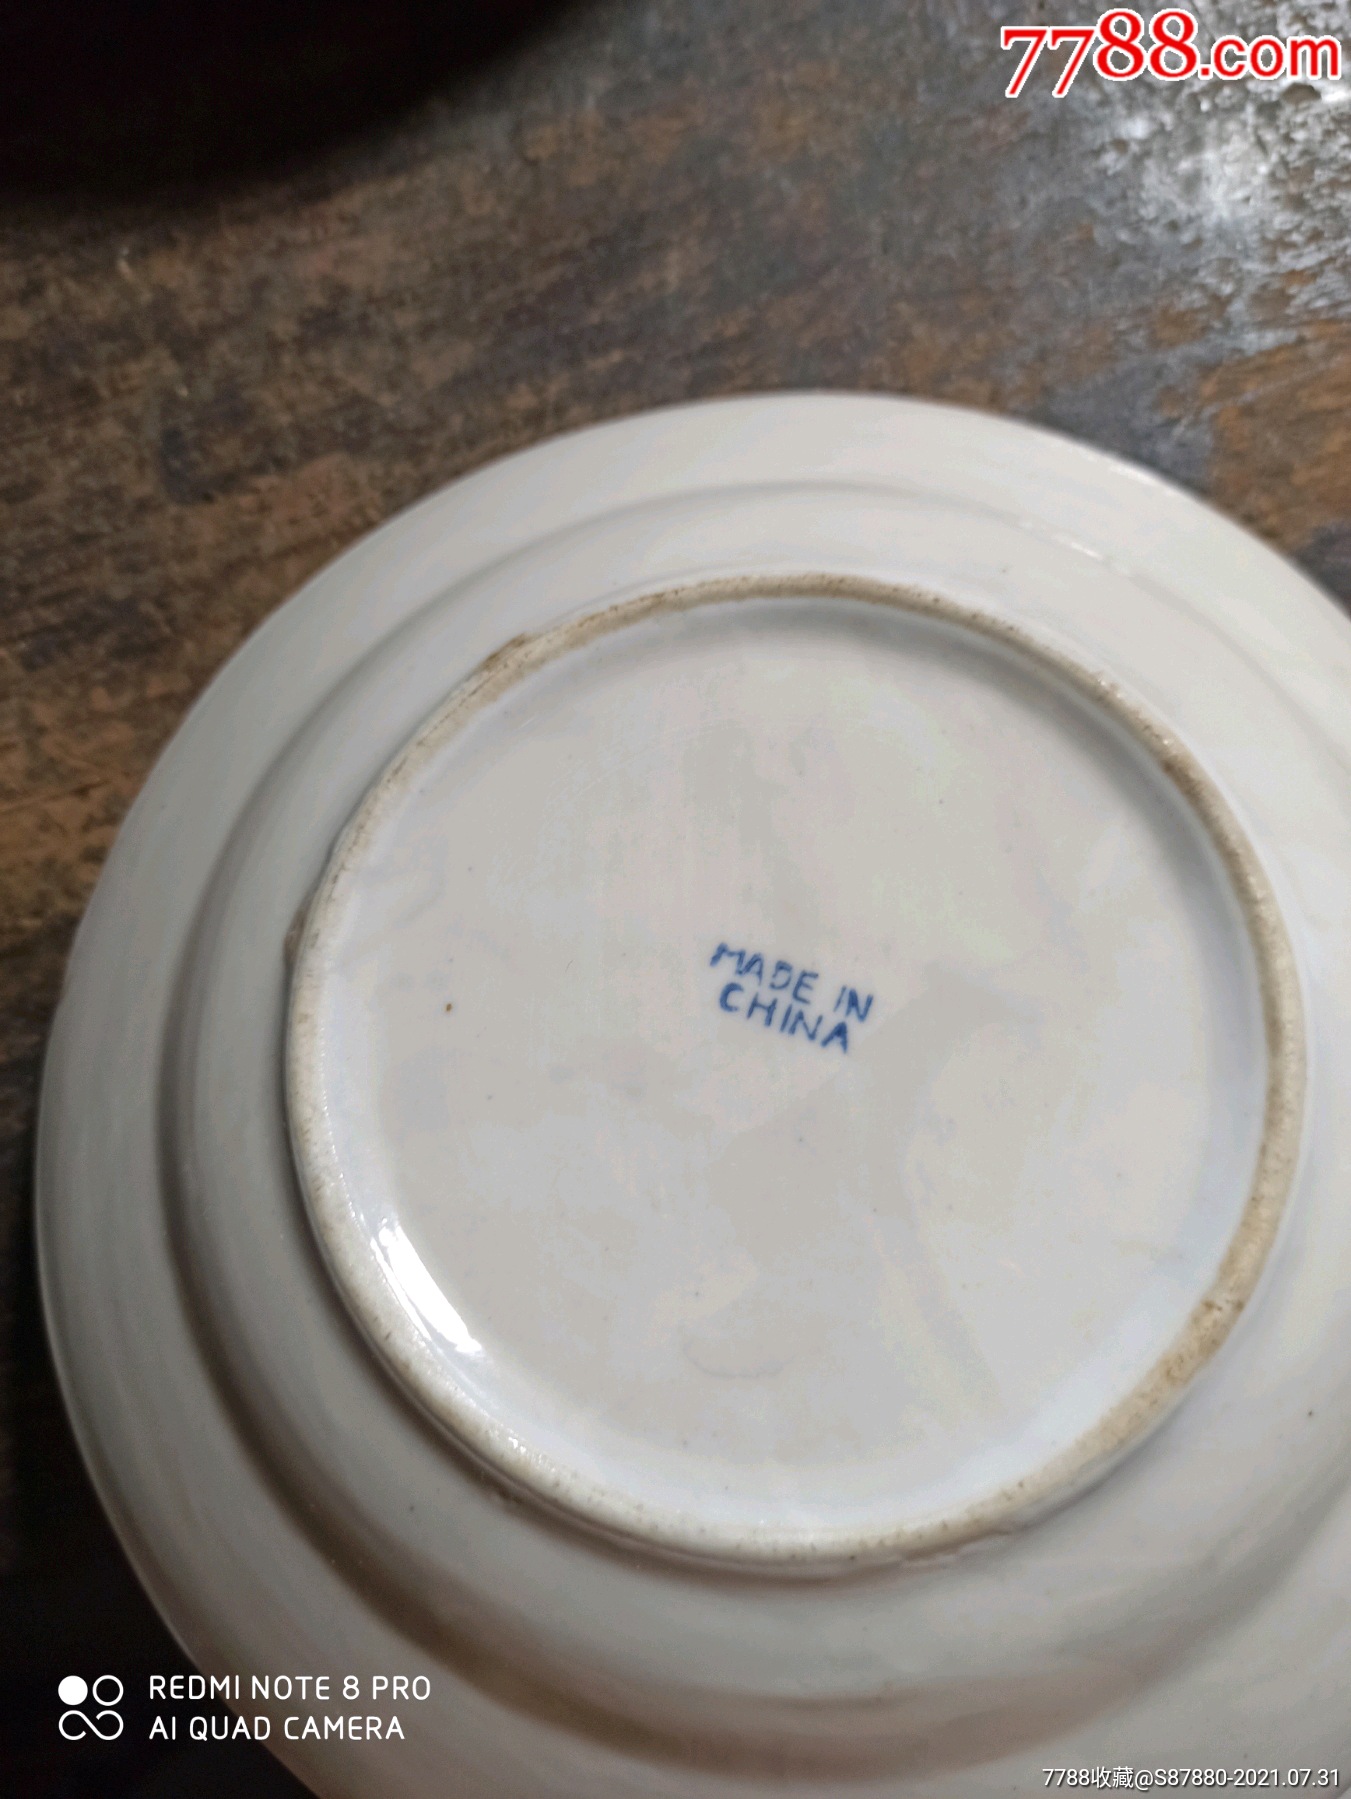 7788.com
MADE IN
CHINA
REDMI NOTE 8 PRO
AI QUAD CAMERA
7788收藏@S87880-2021.07.31